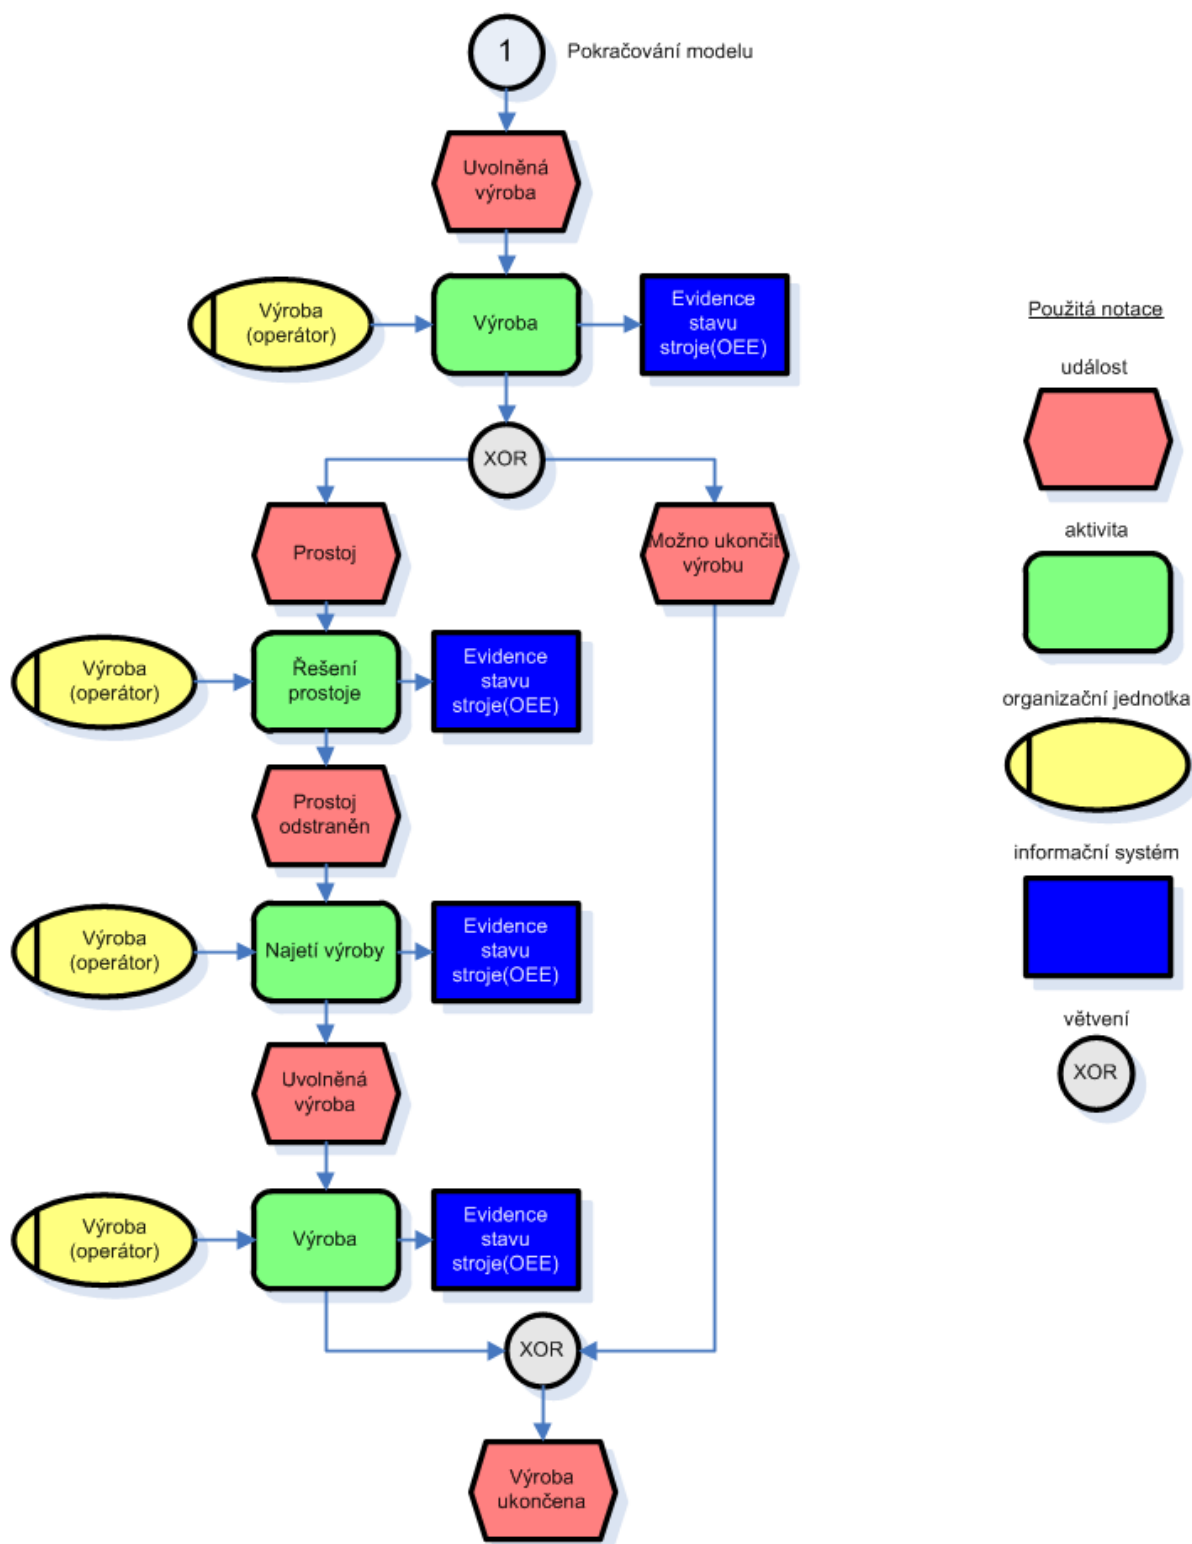 1
Pokračování modelu
Uvolněná
výroba
Výroba
(operátor)
Výroba
Evidence
stavu
stroje(OEE)
XOR
Prostoj
Možno ukončit
výrobu
Výroba
(operátor)
Řešení
prostoje
Evidence
stavu
stroje(OEE)
Prostoj
odstraněn
Výroba
(operátor)
Najetí výroby
Evidence
stavu
stroje(OEE)
Uvolněná
výroba
Výroba
(operátor)
Výroba
Evidence
stavu
stroje(OEE)
XOR
Výroba
ukončena
Použitá notace
událost
aktivita
organizační jednotka
informační systém
větvení
XOR